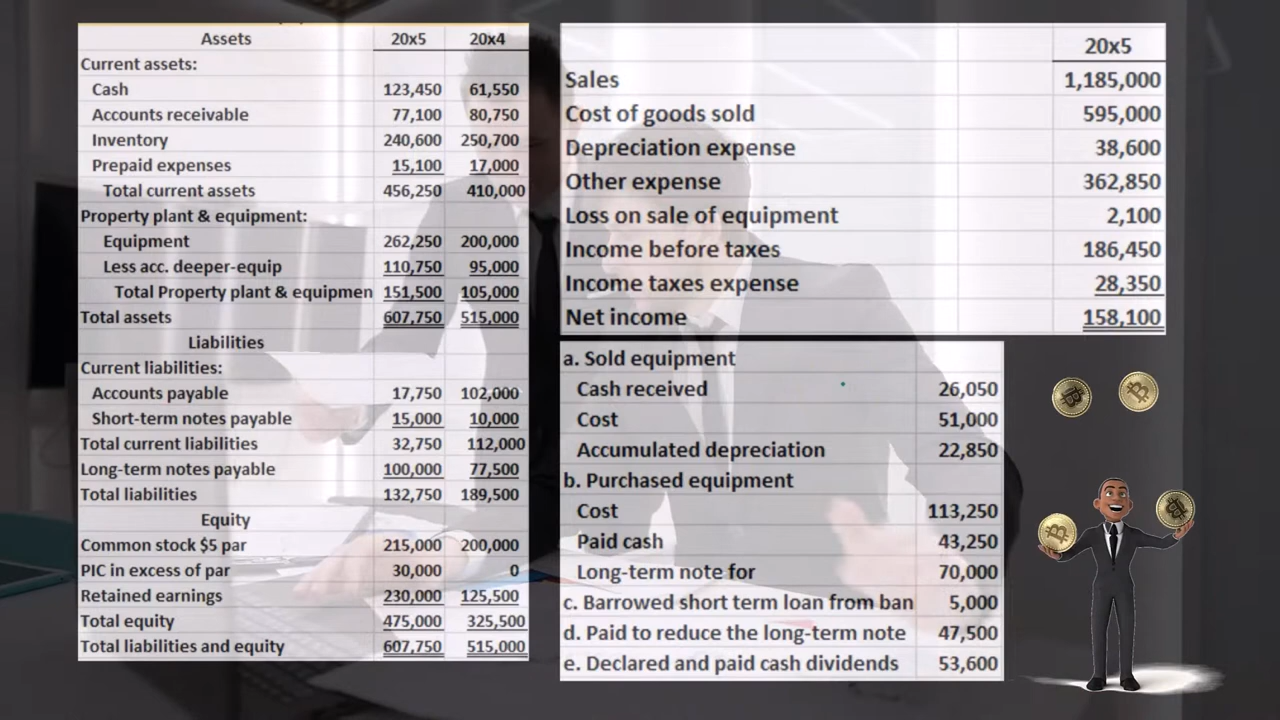 Assets 20x5 20x4
Current assets:
Cash 123,450 61,550
Accounts receivable 77,100 80,750
Inventory 240,600 250,700
Prepaid expenses 15,100 17,000
Total current assets 456,250 410,000
Property plant & equipment:
Equipment 262,250 200,000
Less acc. deeper-equip 110,750 95,000
Total Property plant & equipmen 151,500 105,000
Total assets 607,750 515,000
Liabilities
Current liabilities:
Accounts payable 17,750 102,000
Short-term notes payable 15,000 10,000
Total current liabilities 32,750 112,000
Long-term notes payable 100,000 77,500
Total liabilities 132,750 189,500
Equity
Common stock $5 par 215,000 200,000
PIC in excess of par 30,000 0
Retained earnings 230,000 125,500
Total equity 475,000 325,500
Total liabilities and equity 607,750 515,000
20x5
Sales 1,185,000
Cost of goods sold 595,000
Depreciation expense 38,600
Other expense 362,850
Loss on sale of equipment 2,100
Income before taxes 186,450
Income taxes expense 28,350
Net income 158,100
a. Sold equipment
Cash received 26,050
Cost 51,000
Accumulated depreciation 22,850
b. Purchased equipment
Cost 113,250
Paid cash 43,250
Long-term note for 70,000
c. Barrowed short term loan from ban 5,000
d. Paid to reduce the long-term note 47,500
e. Declared and paid cash dividends 53,600